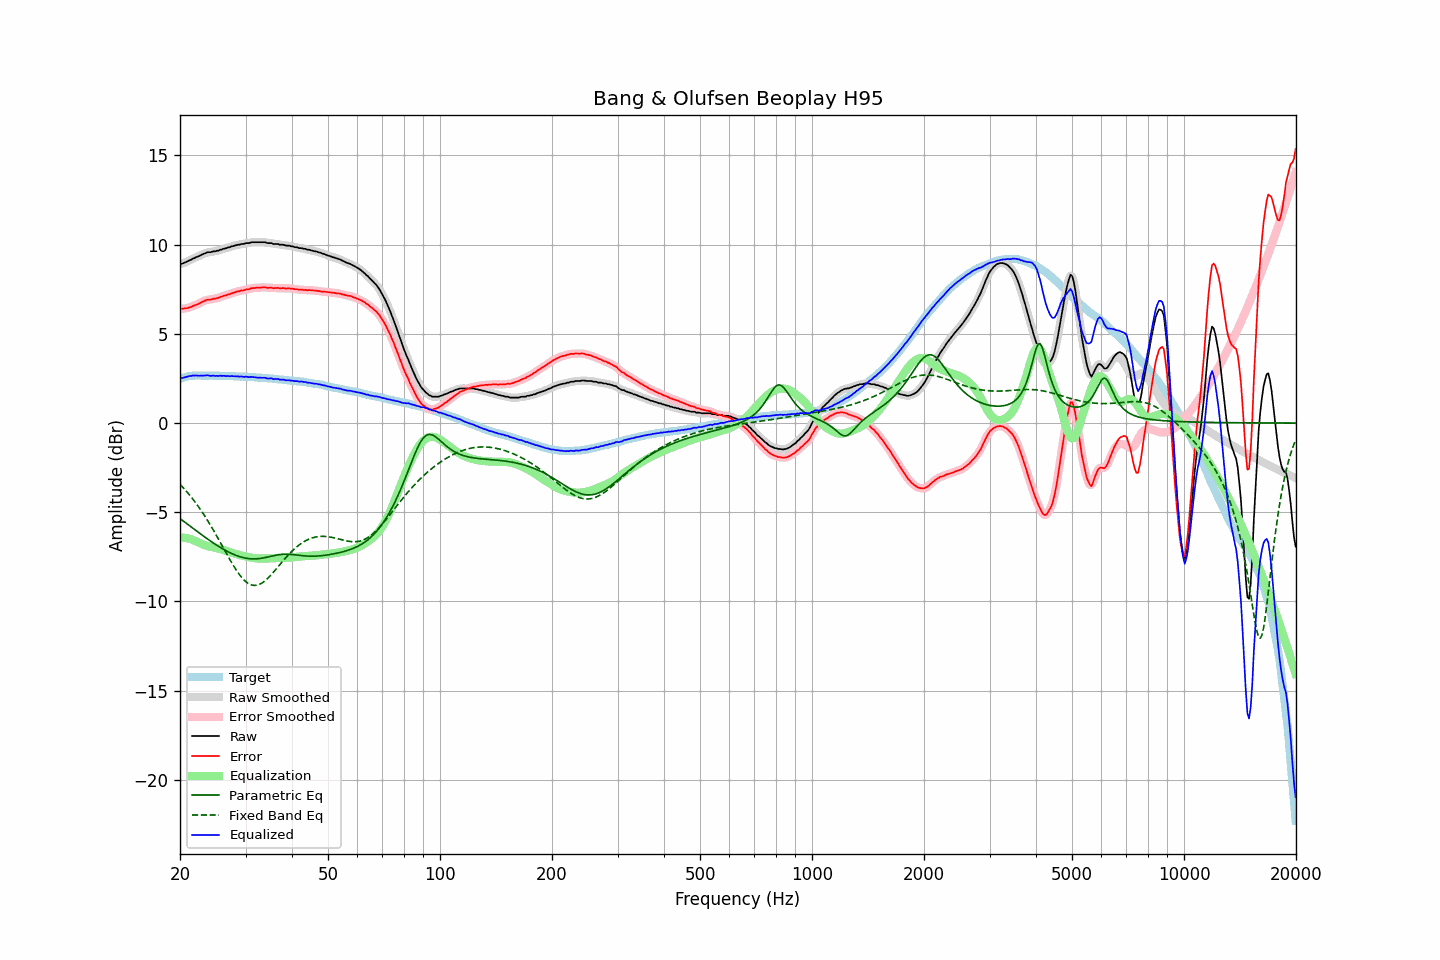 Bang & Olufsen Beoplay H95
Amplitude (dBr)
15
10
5
0
−5
−10
−15
−20
Target
Raw Smoothed
Error Smoothed
Raw
Error
Equalization
Parametric Eq
Fixed Band Eq
Equalized
20 50 100 200 500 1000 2000 5000 10000 20000
Frequency (Hz)